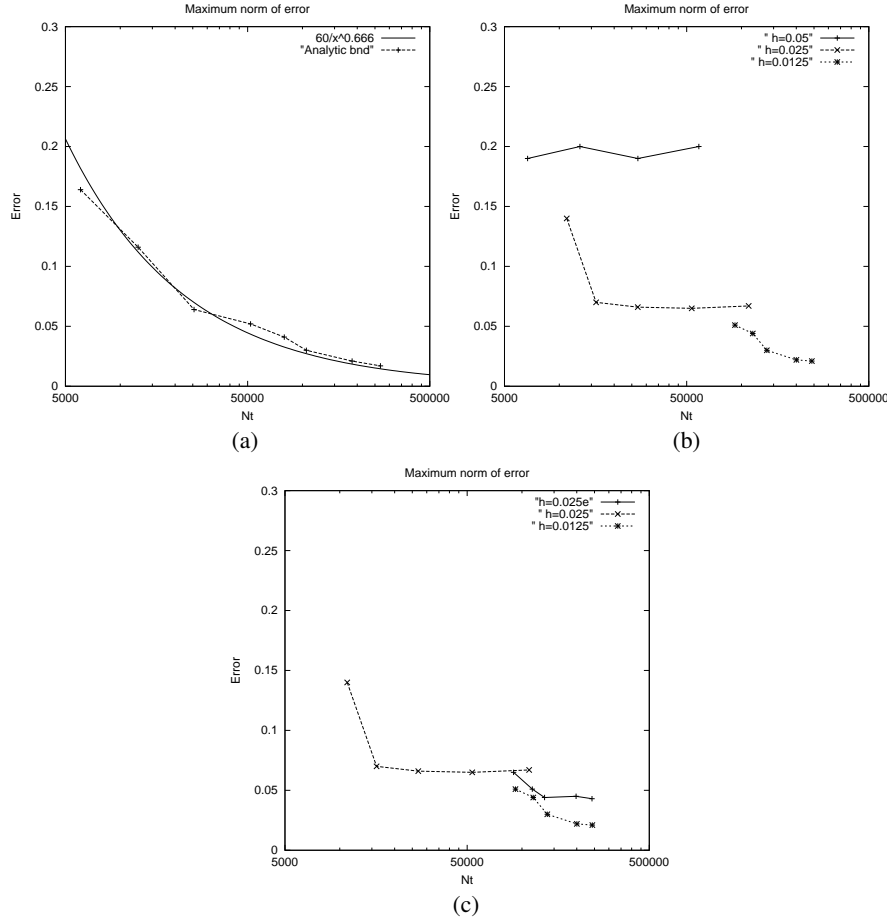 Maximum norm of error
60/x^0.666
"Analytic bnd"
0.3
0.25
0.2
0.15
0.1
0.05
0
Error
5000
50000
500000
Nt
(a)
Maximum norm of error
" h=0.05"
" h=0.025"
" h=0.0125"
0.3
0.25
0.2
0.15
0.1
0.05
0
Error
5000
50000
500000
Nt
(b)
Maximum norm of error
"h=0.025e"
" h=0.025"
" h=0.0125"
0.3
0.25
0.2
0.15
0.1
0.05
0
Error
5000
50000
500000
Nt
(c)